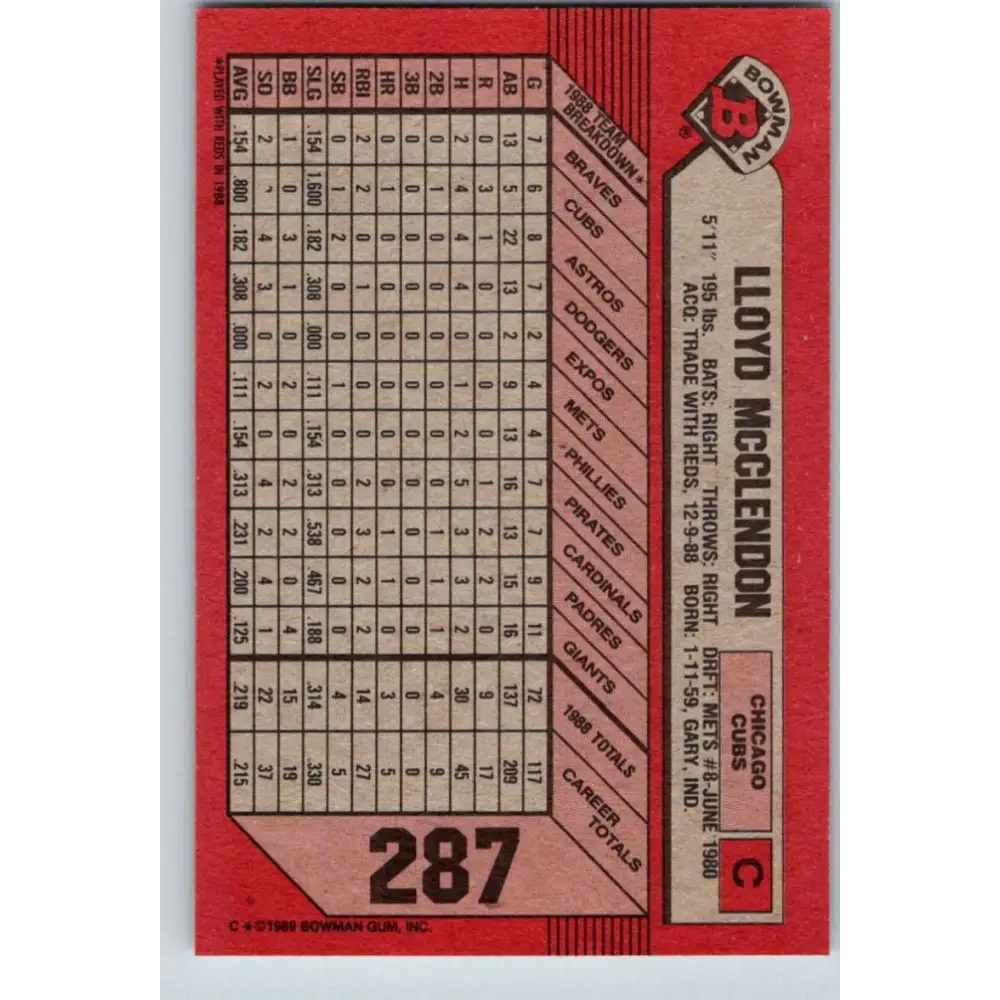 BOWMAN
B
®
LLOYD McCLENDON
CHICAGO
CUBS
C
5'11" 195 lbs. BATS: RIGHT THROWS: RIGHT DRFT: METS #8-JUNE 1980
ACQ: TRADE WITH REDS, 12-9-88 BORN: 1-11-59, GARY, IND.
1988 TEAM
BREAKDOWN*
G AB R H 2B 3B HR RBI SB SLG BB SO AVG
BRAVES 7 13 0 2 0 0 0 2 0 .154 1 2 .154
CUBS 6 5 3 4 1 0 1 2 1 1.600 0 .800
ASTROS 8 22 1 4 0 0 0 0 2 .182 3 4 .182
DODGERS 7 13 0 4 0 0 0 1 0 .308 1 3 .308
EXPOS 2 2 0 0 0 0 0 0 0 .000 0 0 .000
METS 4 9 0 1 0 0 0 0 1 .111 2 2 .111
PHILLIES 4 13 0 2 0 0 0 0 0 .154 0 0 .154
PIRATES 7 16 1 5 0 0 0 2 0 .313 2 4 .313
CARDINALS 7 13 2 3 1 0 1 3 0 .538 2 2 .231
PADRES 9 15 2 3 1 0 1 2 0 .467 0 4 .200
GIANTS 11 16 0 2 1 0 0 2 0 .188 4 1 .125
1988 TOTALS 72 137 9 30 4 0 3 14 4 .314 15 22 .219
CAREER TOTALS 117 209 17 45 9 0 5 27 5 .330 19 37 .215
*PLAYED WITH REDS IN 1988
287
C *©1989 BOWMAN GUM, INC.